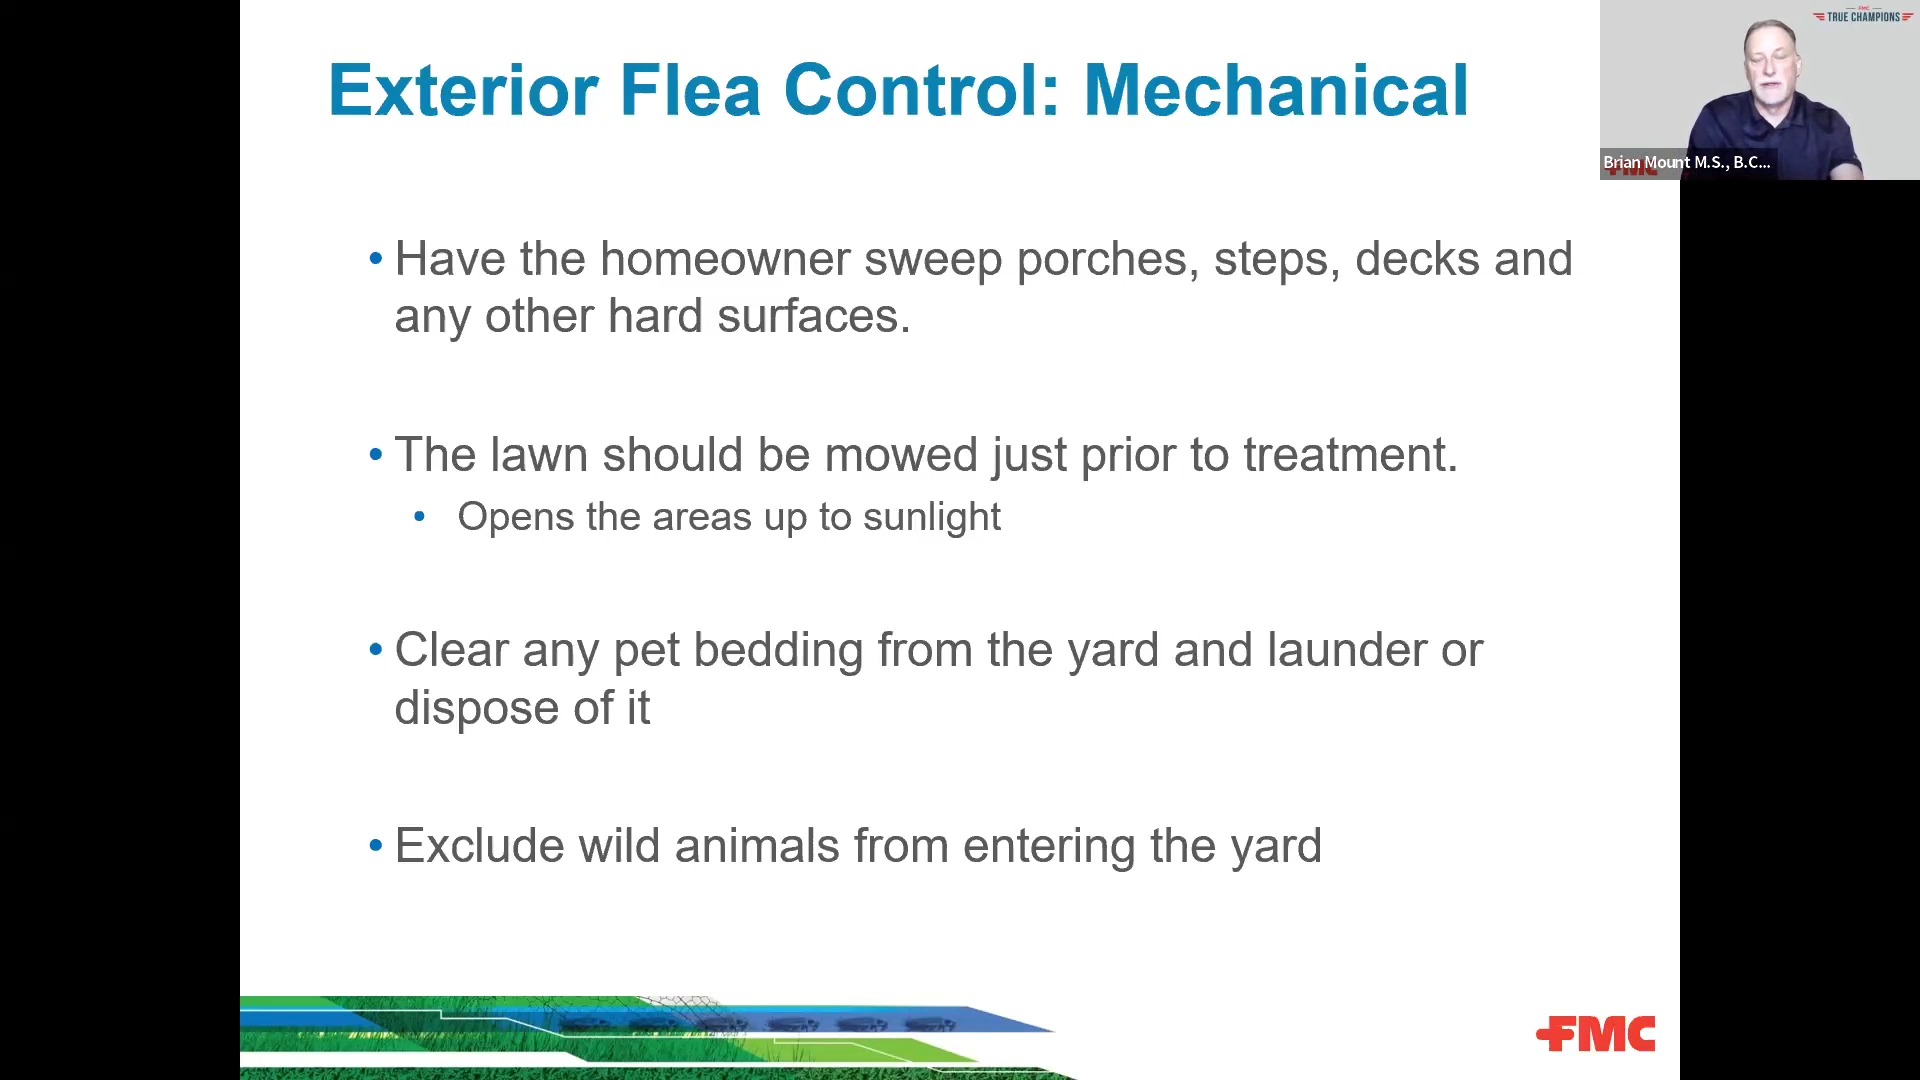 Exterior Flea Control: Mechanical
FMC
TRUE CHAMPIONS
Brian Mount M.S., B.C...
• Have the homeowner sweep porches, steps, decks and
any other hard surfaces.
• The lawn should be mowed just prior to treatment.
• Opens the areas up to sunlight
• Clear any pet bedding from the yard and launder or
dispose of it
• Exclude wild animals from entering the yard
FMC